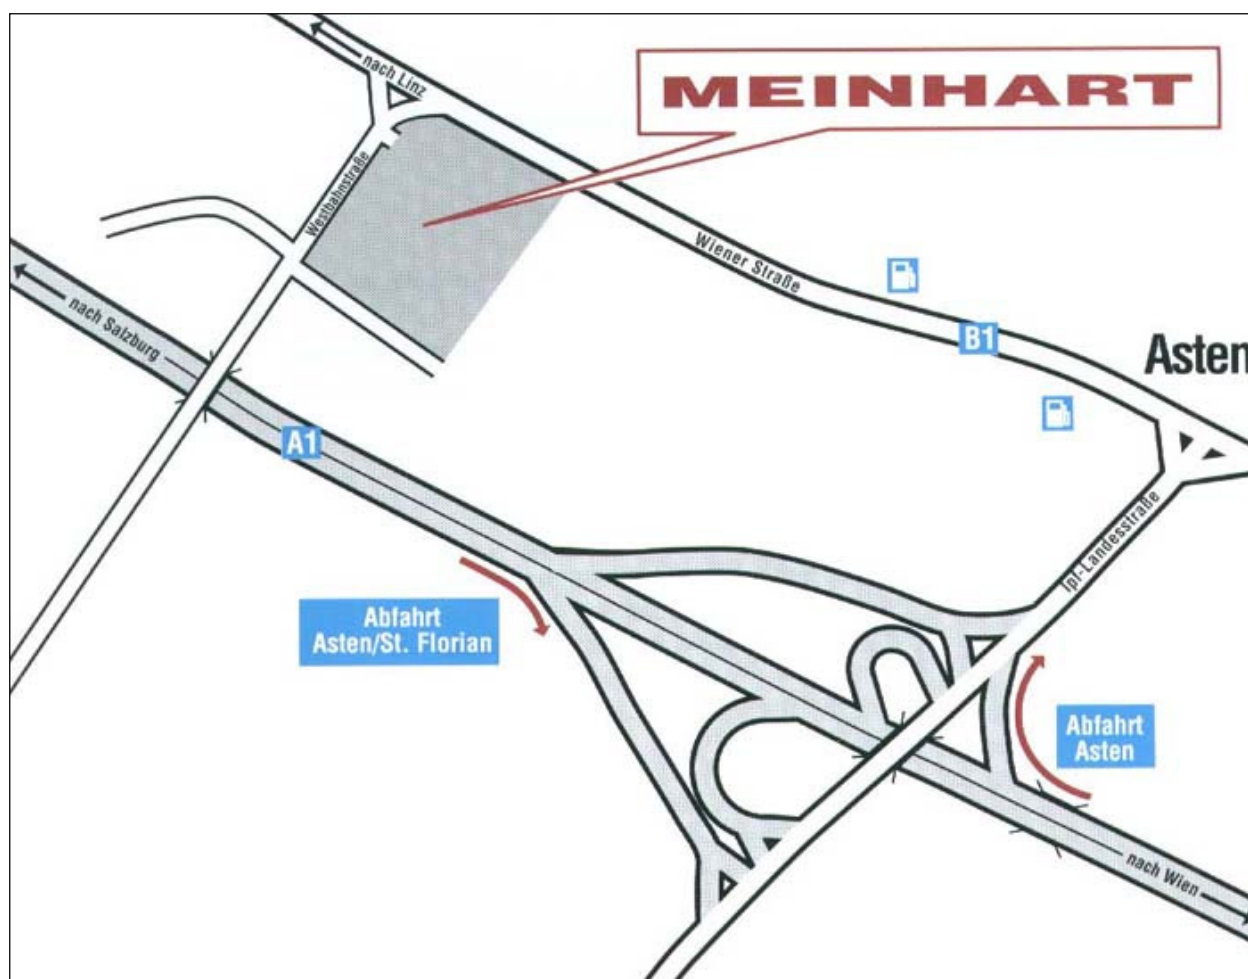 nach Linz
MEINHART
Westbahnstraße
Wiener Straße
nach Salzburg
B1
Asten
A1
Ipf-Landesstraße
Abfahrt
Asten/St. Florian
Abfahrt
Asten
nach Wien